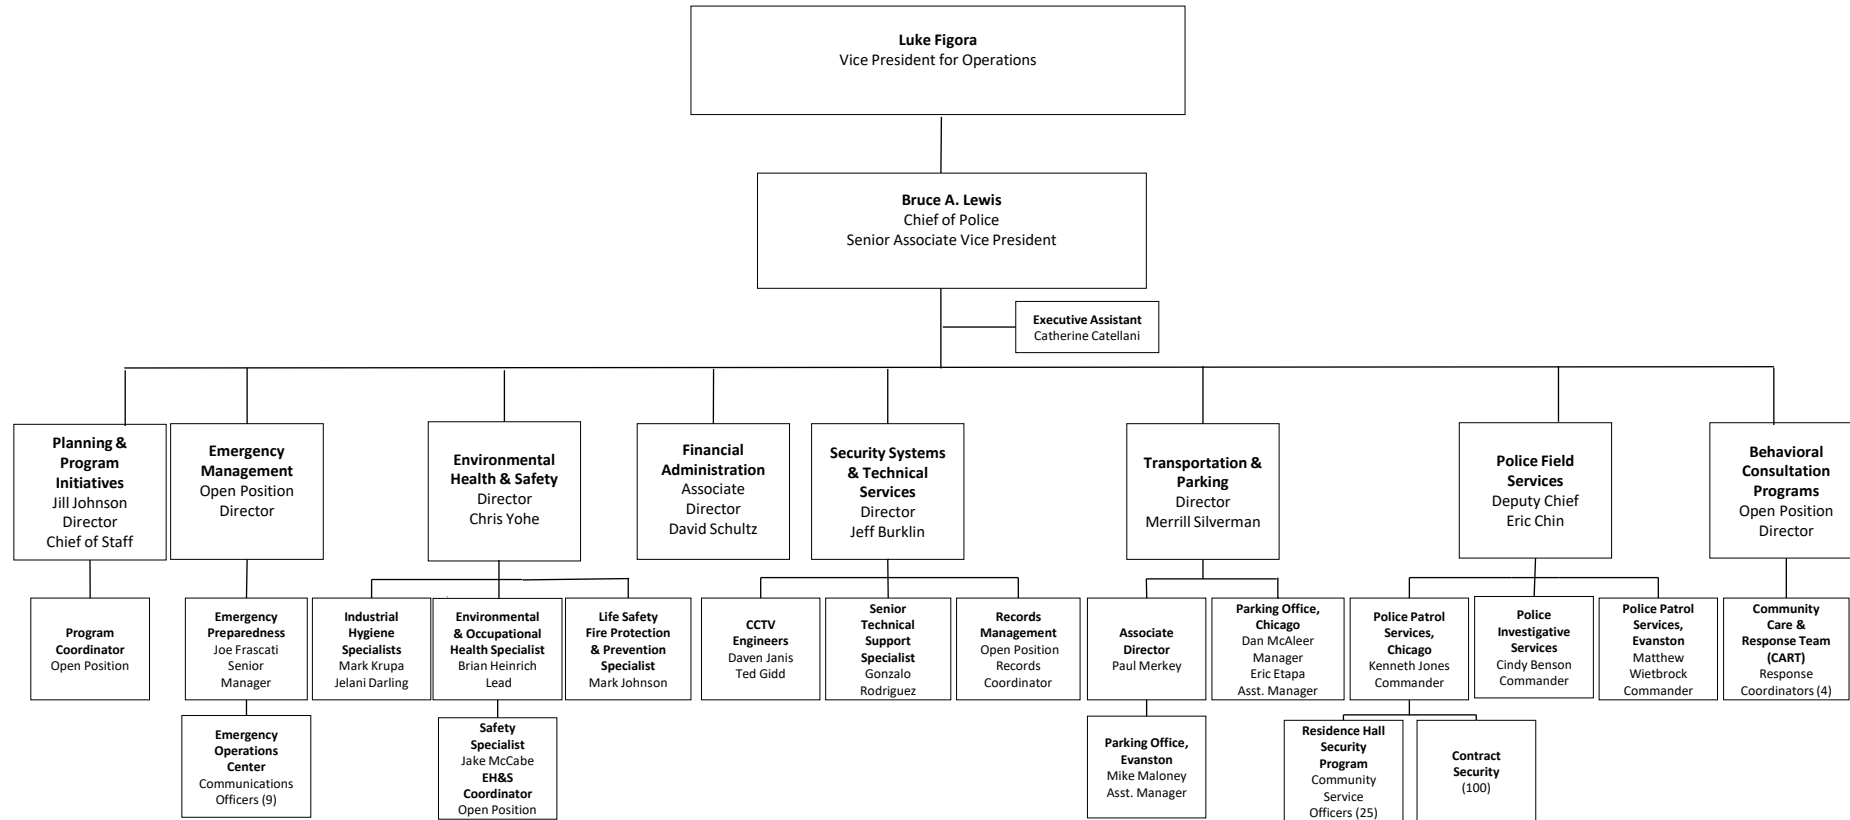 Luke Figora
Vice President for Operations
Bruce A. Lewis
Chief of Police
Senior Associate Vice President
Executive Assistant
Catherine Catellani
Planning &
Program
Initiatives
Jill Johnson
Director
Chief of Staff
Emergency
Management
Open Position
Director
Environmental
Health & Safety
Director
Chris Yohe
Financial
Administration
Associate
Director
David Schultz
Security Systems
& Technical
Services
Director
Jeff Burklin
Transportation &
Parking
Director
Merrill Silverman
Police Field
Services
Deputy Chief
Eric Chin
Behavioral
Consultation
Programs
Open Position
Director
Program
Coordinator
Open Position
Emergency
Preparedness
Joe Frascati
Senior
Manager
Industrial
Hygiene
Specialists
Mark Krupa
Jelani Darling
Environmental
& Occupational
Health Specialist
Brian Heinrich
Lead
Life Safety
Fire Protection
& Prevention
Specialist
Mark Johnson
CCTV
Engineers
Daven Janis
Ted Gidd
Senior
Technical
Support
Specialist
Gonzalo
Rodriguez
Records
Management
Open Position
Records
Coordinator
Associate
Director
Paul Merkey
Parking Office,
Chicago
Dan McAleer
Manager
Eric Etapa
Asst. Manager
Police Patrol
Services,
Chicago
Kenneth Jones
Commander
Police
Investigative
Services
Cindy Benson
Commander
Police Patrol
Services,
Evanston
Matthew
Wietbrock
Commander
Community
Care &
Response Team
(CART)
Response
Coordinators (4)
Emergency
Operations
Center
Communications
Officers (9)
Safety
Specialist
Jake McCabe
EH&S
Coordinator
Open Position
Parking Office,
Evanston
Mike Maloney
Asst. Manager
Residence Hall
Security
Program
Community
Service
Officers (25)
Contract
Security
(100)